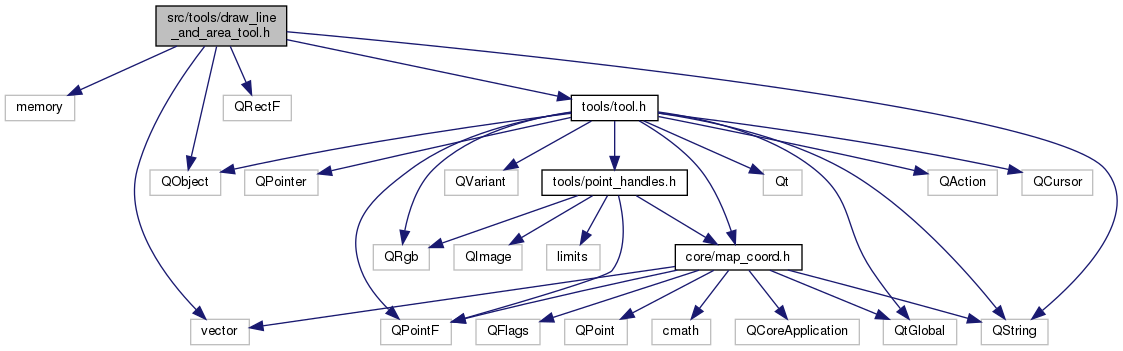 src/tools/draw_line
_and_area_tool.h
memory
QRectF
tools/tool.h
QObject
QPointer
QVariant
tools/point_handles.h
Qt
QAction
QCursor
QRgb
QImage
limits
core/map_coord.h
vector
QPointF
QFlags
QPoint
cmath
QCoreApplication
QtGlobal
QString